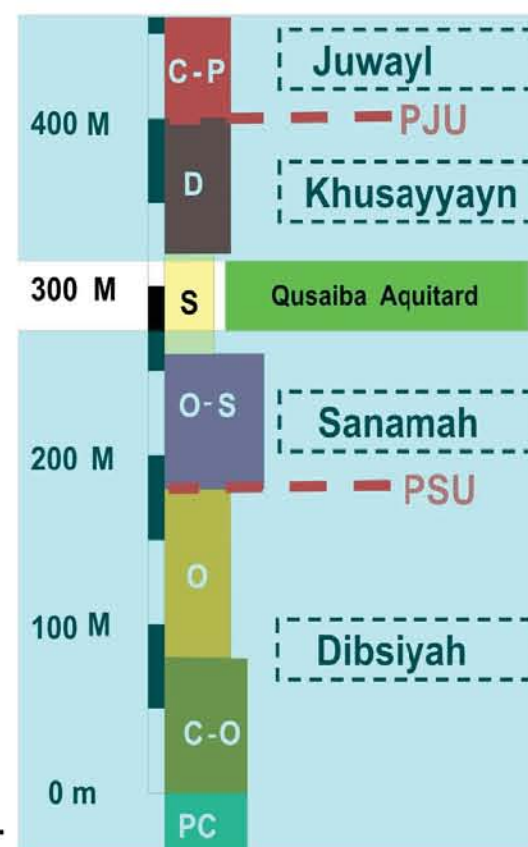 C - P
Juwayl
400 M
PJU
D
Khusayyayn
300 M
S
Qusaiba Aquitard
O - S
Sanamah
200 M
PSU
O
100 M
Dibsiyah
C - O
0 m
PC